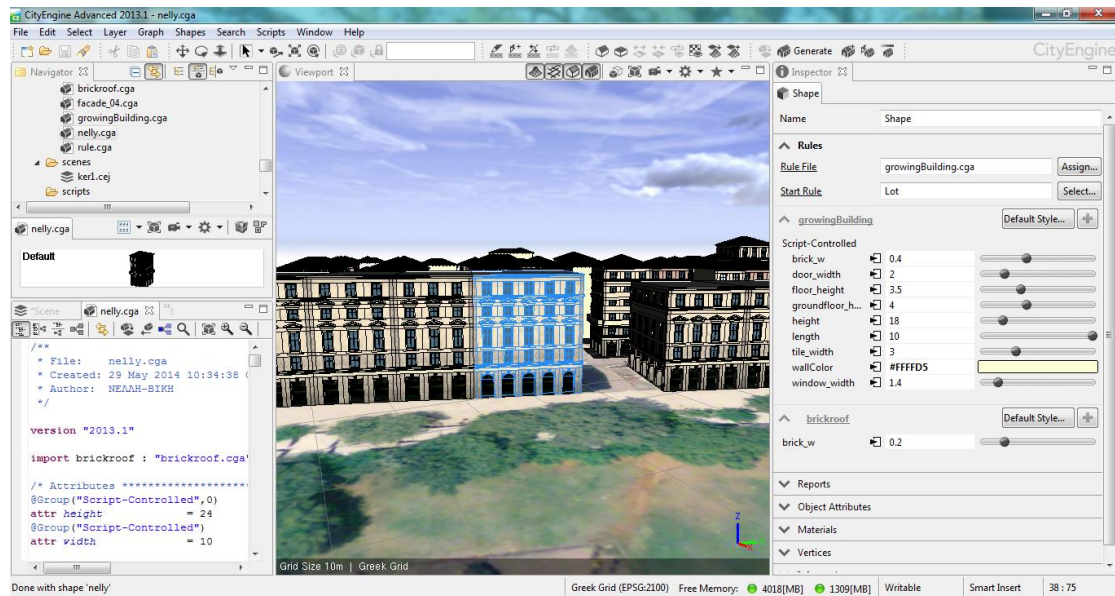 CityEngine Advanced 2013.1 - nelly.cga
File Edit Select Layer Graph Shapes Search Scripts Window Help
Generate
CityEngine
Navigator
brickroof.cga
facade_04.cga
growingBuilding.cga
nelly.cga
rule.cga
scenes
ker1.cej
scripts
nelly.cga
Default
*Scene nelly.cga 3
/**
* File: nelly.cga
* Created: 29 May 2014 10:34:38
* Author: ΝΕΛΛΗ-ΒΙΚΗ
*/
version "2013.1"
import brickroof : "brickroof.cga"
/* Attributes ********************
@Group("Script-Controlled",0)
attr height = 24
@Group("Script-Controlled")
attr width = 10
Viewport
Z
X
Grid Size 10m | Greek Grid
Inspector
Shape
Name Shape
Rules
Rule File growingBuilding.cga Assign...
Start Rule Lot Select...
growingBuilding Default Style...
Script-Controlled
brick_w 0.4
door_width 2
floor_height 3.5
groundfloor_h... 4
height 18
length 10
tile_width 3
wallColor #FFFFD5
window_width 1.4
brickroof Default Style...
brick_w 0.2
Reports
Object Attributes
Materials
Vertices
Done with shape 'nelly'
Greek Grid (EPSG:2100) Free Memory: 4018[MB] 1309[MB] Writable Smart Insert 38 : 75